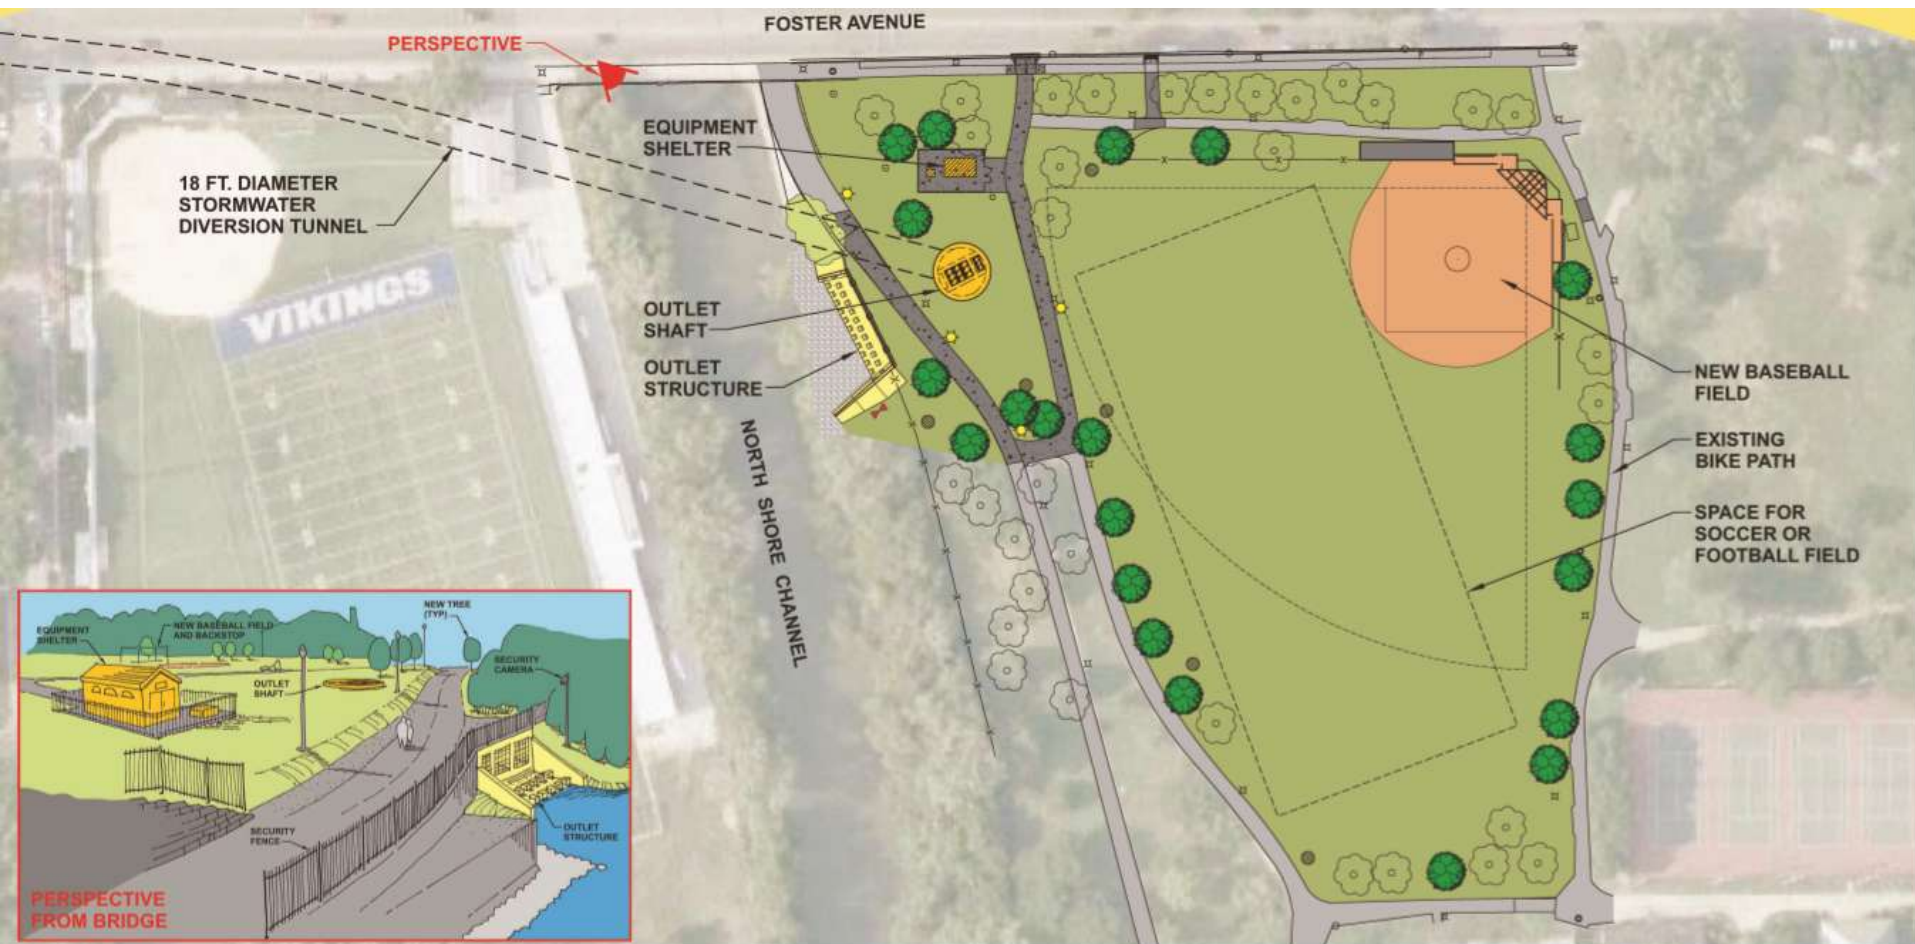 FOSTER AVENUE
PERSPECTIVE
EQUIPMENT
SHELTER
18 FT. DIAMETER
STORMWATER
DIVERSION TUNNEL
VIKINGS
OUTLET
SHAFT
OUTLET
STRUCTURE
NORTH SHORE CHANNEL
NEW BASEBALL
FIELD
EXISTING
BIKE PATH
SPACE FOR
SOCCER OR
FOOTBALL FIELD
EQUIPMENT
SHELTER
NEW BASEBALL FIELD
AND BACKSTOP
NEW TREE
(TYP)
SECURITY
CAMERA
OUTLET
SHAFT
SECURITY
FENCE
OUTLET
STRUCTURE
PERSPECTIVE
FROM BRIDGE